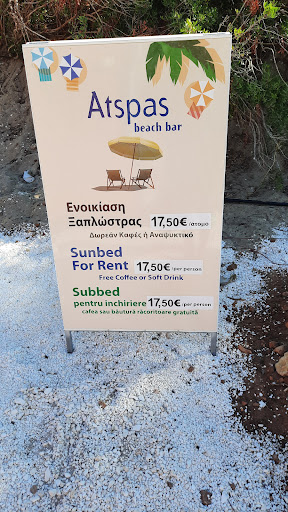 Atspas
beach bar
Ενοικίαση
Ξαπλώστρας 17,50€ /άτομο
Δωρεάν Καφές ή Αναψυκτικό
Sunbed
For Rent 17,50€ /per person
Free Coffee or Soft Drink
Subbed
pentru inchiriere 17,50€ /per person
cafea sau băutură răcoritoare gratuită